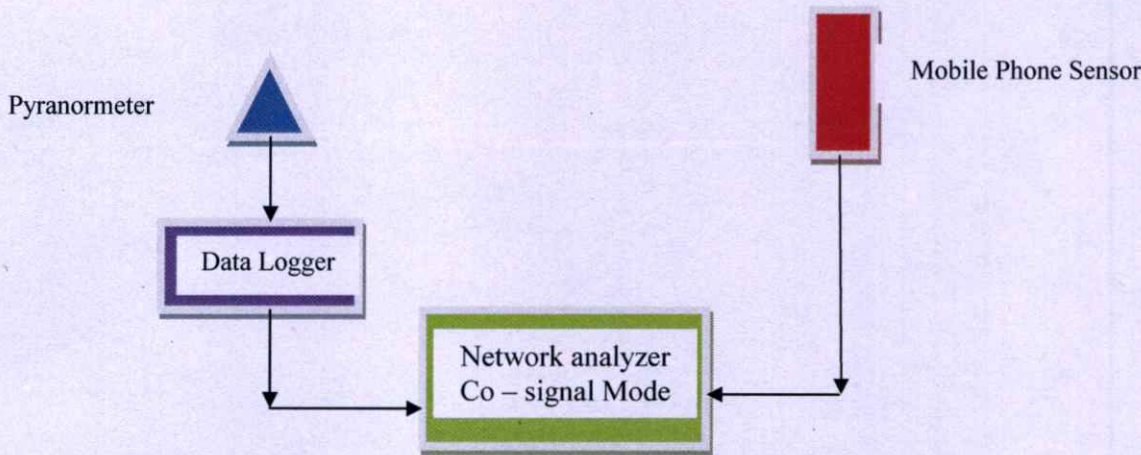 Pyranormeter
Mobile Phone Sensor
Data Logger
Network analyzer
Co – signal Mode